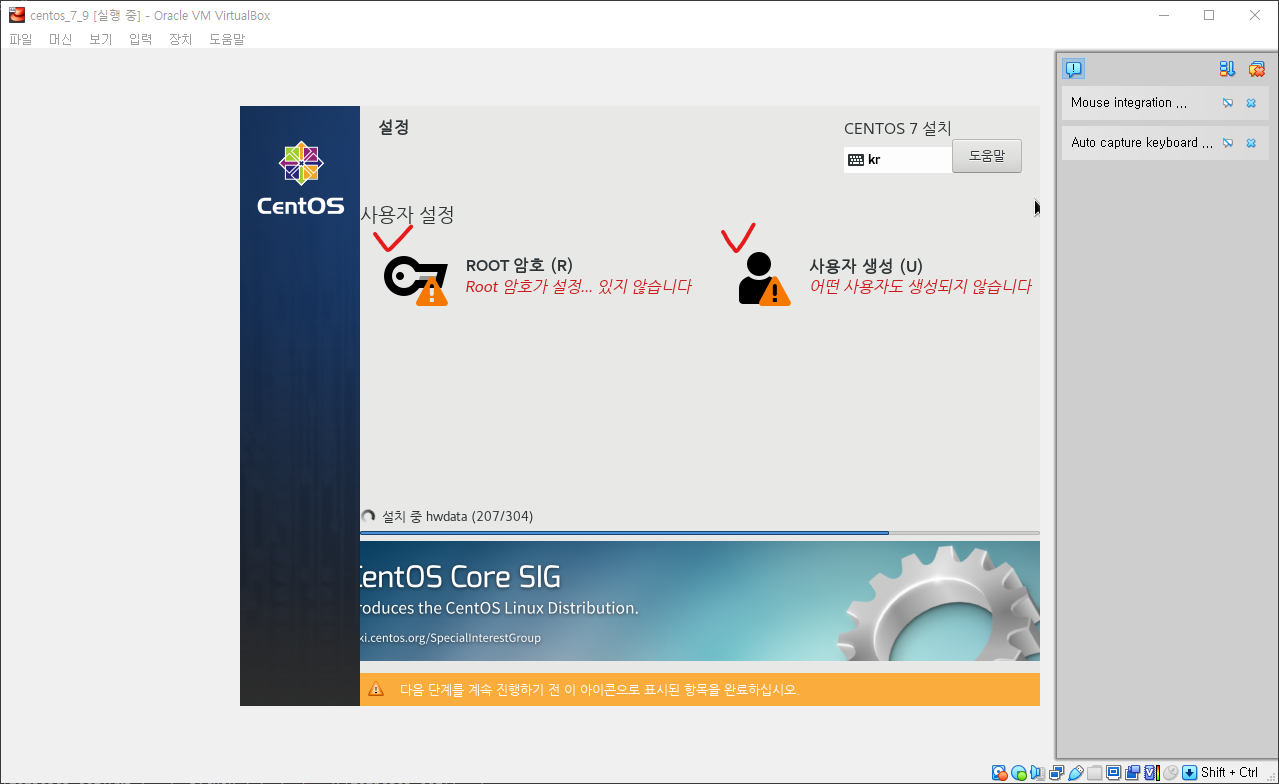 centos_7_9 [실행 중] - Oracle VM VirtualBox
파일 머신 보기 입력 장치 도움말
Mouse integration ...
Auto capture keyboard ...
CentOS
설정
CENTOS 7 설치
kr
도움말
사용자 설정
ROOT 암호 (R)
Root 암호가 설정... 있지 않습니다
사용자 생성 (U)
어떤 사용자도 생성되지 않습니다
설치 중 hwdata (207/304)
entOS Core SIG
roduces the CentOS Linux Distribution.
ki.centos.org/SpecialInterestGroup
다음 단계를 계속 진행하기 전 이 아이콘으로 표시된 항목을 완료하십시오.
Shift + Ctrl